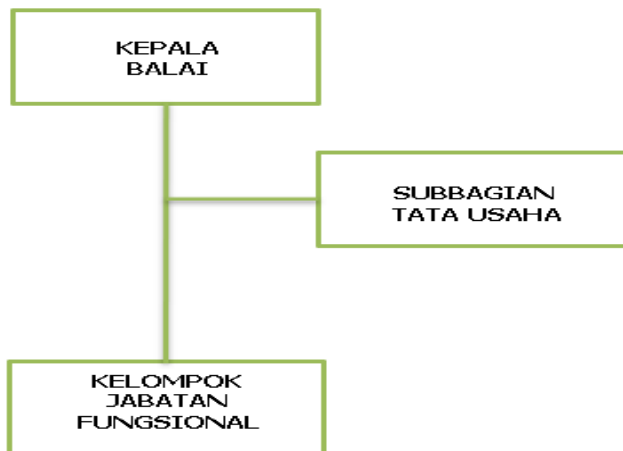 KEPALA
BALAI
SUBBAGIAN
TATA USAHA
KELOMPOK
JABATAN
FUNGSIONAL